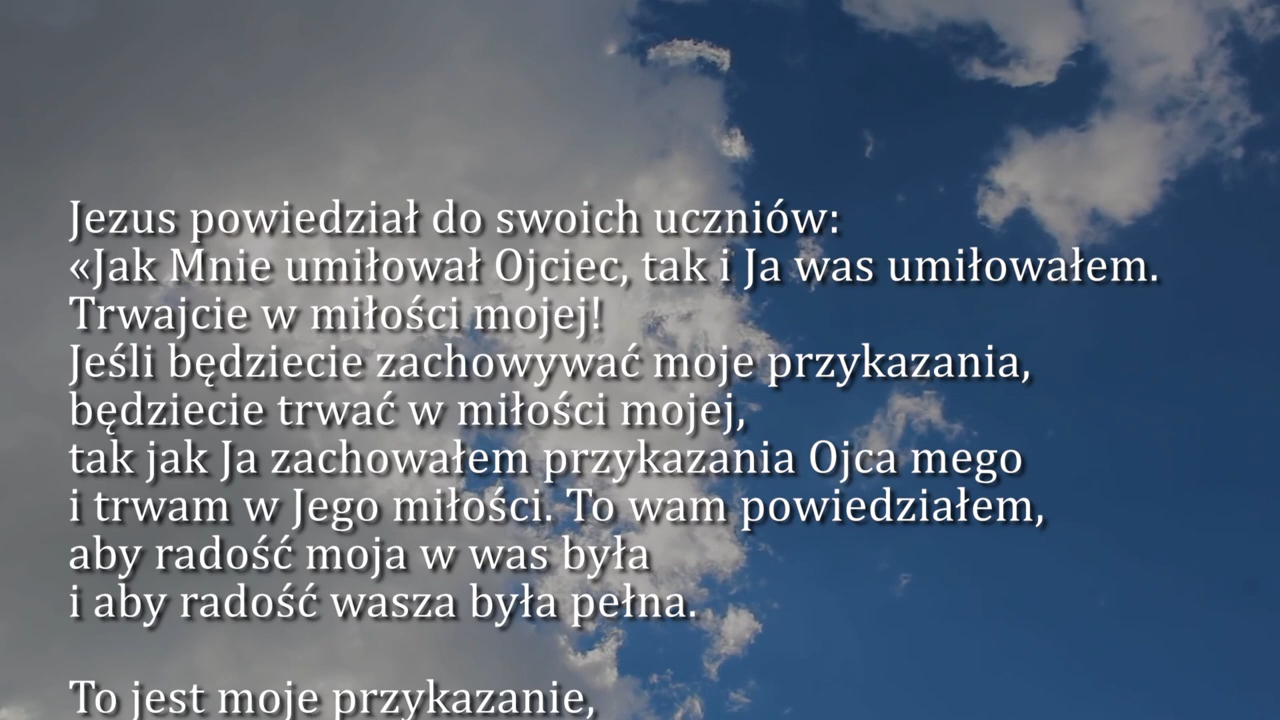 Jezus powiedział do swoich uczniów:
«Jak Mnie umiłował Ojciec, tak i Ja was umiłowałem.
Trwajcie w miłości mojej!
Jeśli będziecie zachowywać moje przykazania,
będziecie trwać w miłości mojej,
tak jak Ja zachowałem przykazania Ojca mego
i trwam w Jego miłości. To wam powiedziałem,
aby radość moja w was była
i aby radość wasza była pełna.
To jest moje przykazanie,